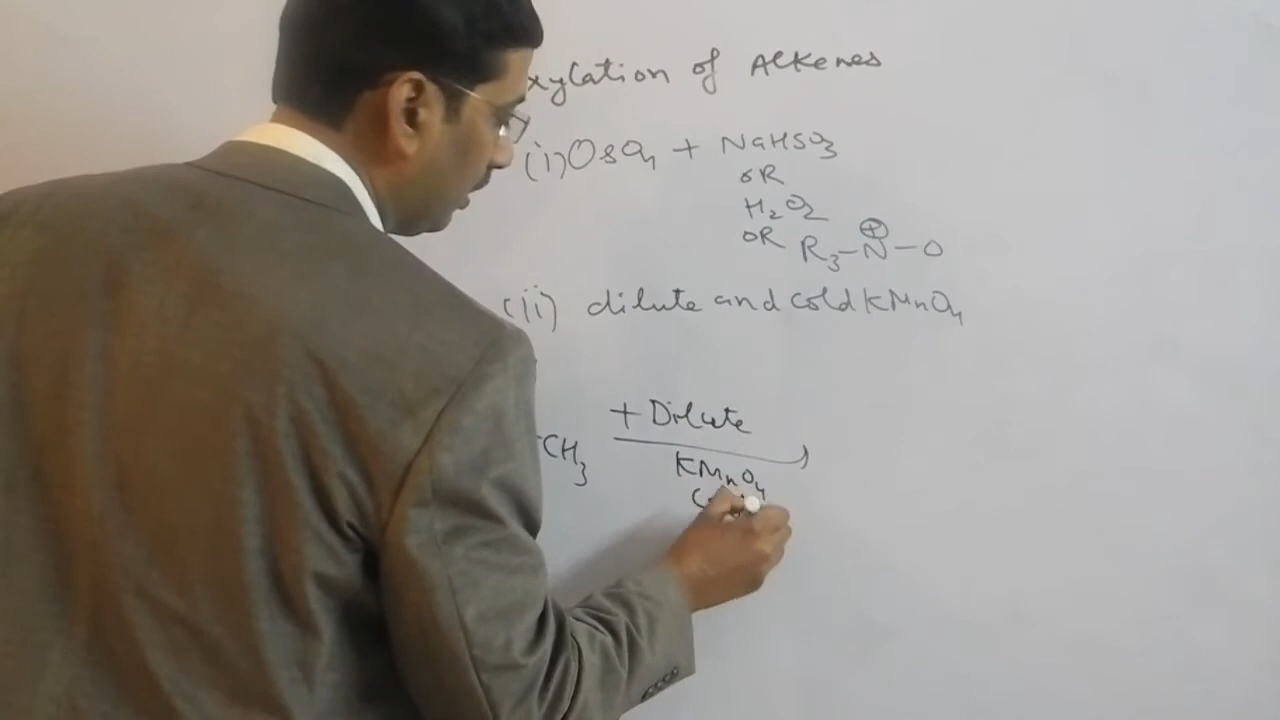 xylation of Alkenes
(i) OsO4 + NaHSO3
OR
H2O2
OR R3-N⊕-O
(ii) dilute and cold KMnO4
+ Dilute
-CH3
KMnO4